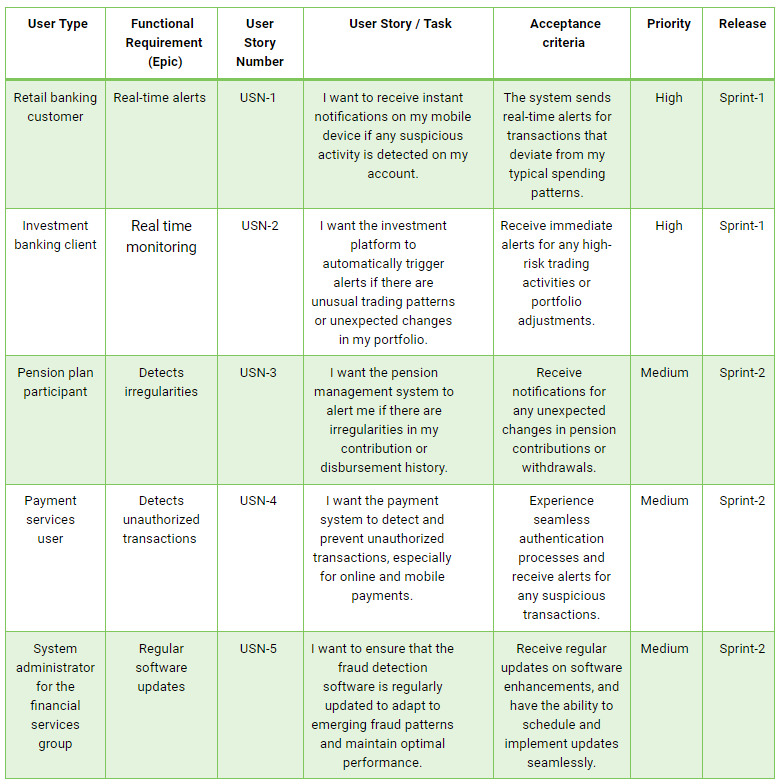 User Type
Functional
Requirement
(Epic)
User
Story
Number
User Story / Task
Acceptance
criteria
Priority
Release
Retail banking
customer
Real-time alerts
USN-1
I want to receive instant
notifications on my mobile
device if any suspicious
activity is detected on my
account.
The system sends
real-time alerts for
transactions that
deviate from my
typical spending
patterns.
High
Sprint-1
Investment
banking client
Real time
monitoring
USN-2
I want the investment
platform to
automatically trigger
alerts if there are
unusual trading patterns
or unexpected changes
in my portfolio.
Receive immediate
alerts for any high-
risk trading
activities or
portfolio
adjustments.
High
Sprint-1
Pension plan
participant
Detects
irregularities
USN-3
I want the pension
management system to
alert me if there are
irregularities in my
contribution or
disbursement history.
Receive
notifications for
any unexpected
changes in pension
contributions or
withdrawals.
Medium
Sprint-2
Payment
services
user
Detects
unauthorized
transactions
USN-4
I want the payment
system to detect and
prevent unauthorized
transactions, especially
for online and mobile
payments.
Experience
seamless
authentication
processes and
receive alerts for
any suspicious
transactions.
Medium
Sprint-2
System
administrator
for the
financial
services
group
Regular
software
updates
USN-5
I want to ensure that the
fraud detection
software is regularly
updated to adapt to
emerging fraud patterns
and maintain optimal
performance.
Receive regular
updates on software
enhancements, and
have the ability to
schedule and
implement updates
seamlessly.
Medium
Sprint-2